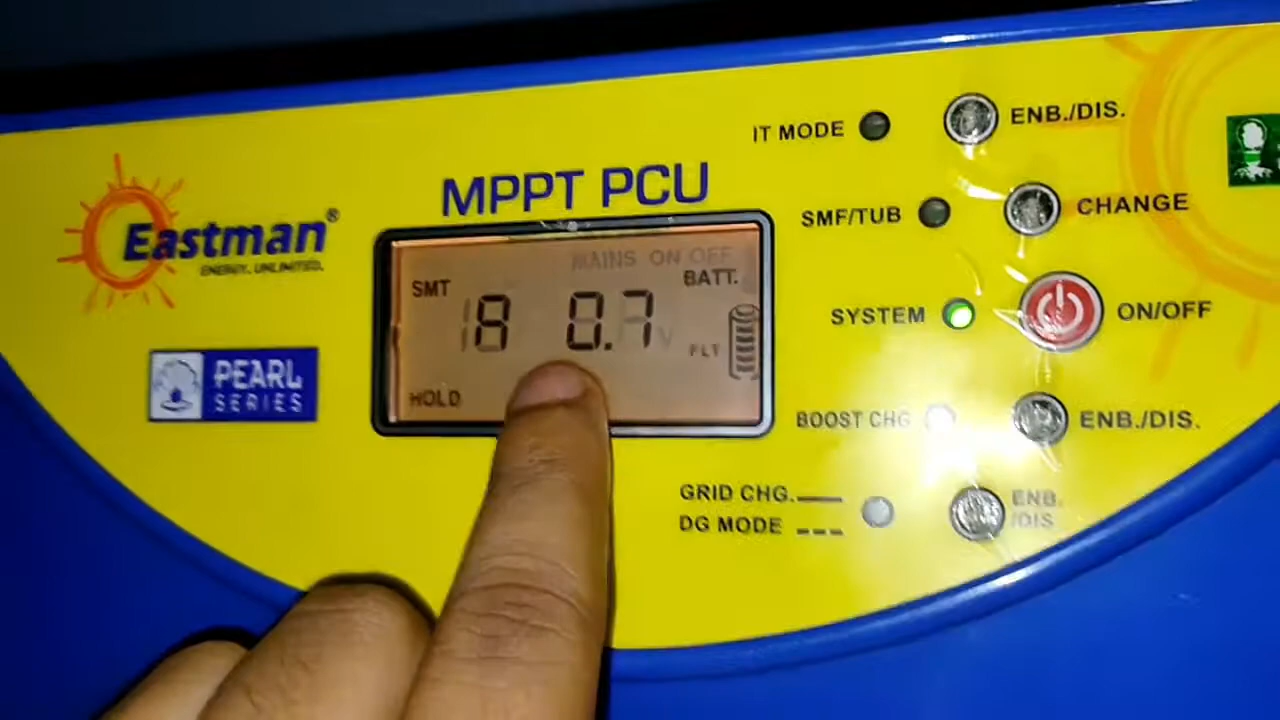 Eastman®
ENERGY. UNLIMITED.
PEARL
SERIES
MPPT PCU
MAINS ON OFF
SMT
BATT.
18 0.7
V
FLT
HOLD
IT MODE
ENB./DIS.
SMF/TUB
CHANGE
SYSTEM
ON/OFF
BOOST CHG
ENB./DIS.
GRID CHG.
DG MODE
ENB.
/DIS